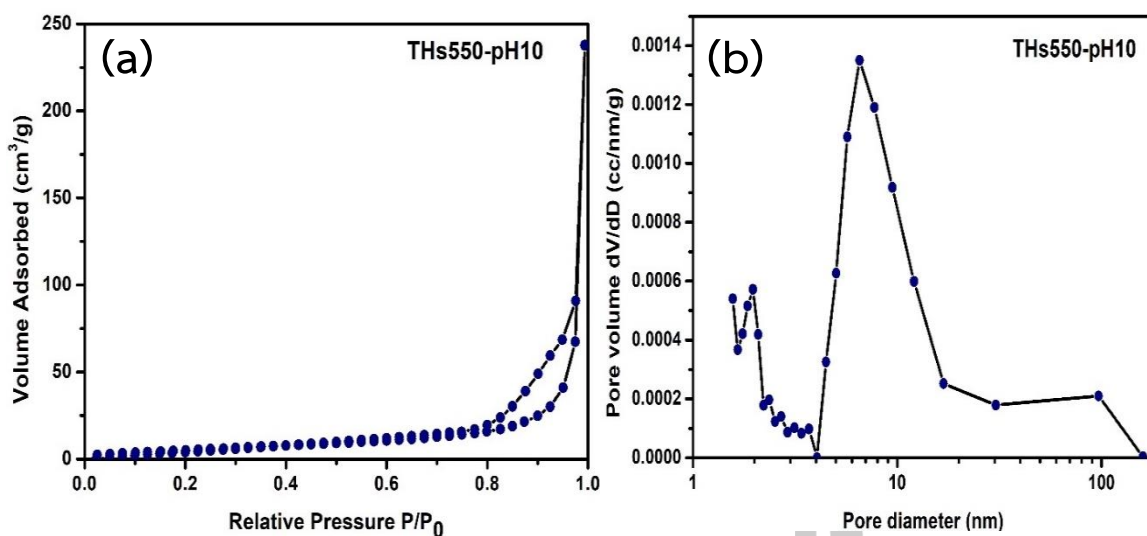 (a)
THs550-pH10
Volume Adsorbed (cm³/g)
250
200
150
100
50
0
0.0 0.2 0.4 0.6 0.8 1.0
Relative Pressure P/P₀
(b)
THs550-pH10
Pore volume dV/dD (cc/nm/g)
0.0014
0.0012
0.0010
0.0008
0.0006
0.0004
0.0002
0.0000
1 10 100
Pore diameter (nm)